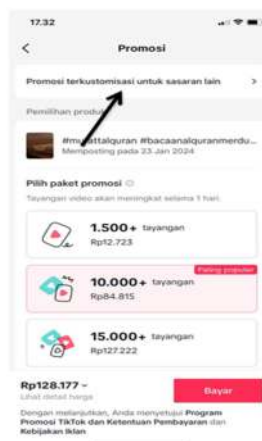 17.32
Promosi
Promosi terkustomisasi untuk sasaran lain
Pemilihan produk
#murattalquran #bacaanalquranmerdu...
Memposting pada 23 Jan 2024
Pilih paket promosi
Tayangan video akan meningkat selama 1 hari.
1.500+ tayangan
Rp12.723
Paling populer
10.000+ tayangan
Rp84.815
15.000+ tayangan
Rp127.222
Rp128.177
Lihat detail harga
Bayar
Dengan melanjutkan, Anda menyetujui Program
Promosi TikTok dan Ketentuan Pembayaran dan
Kebijakan Iklan